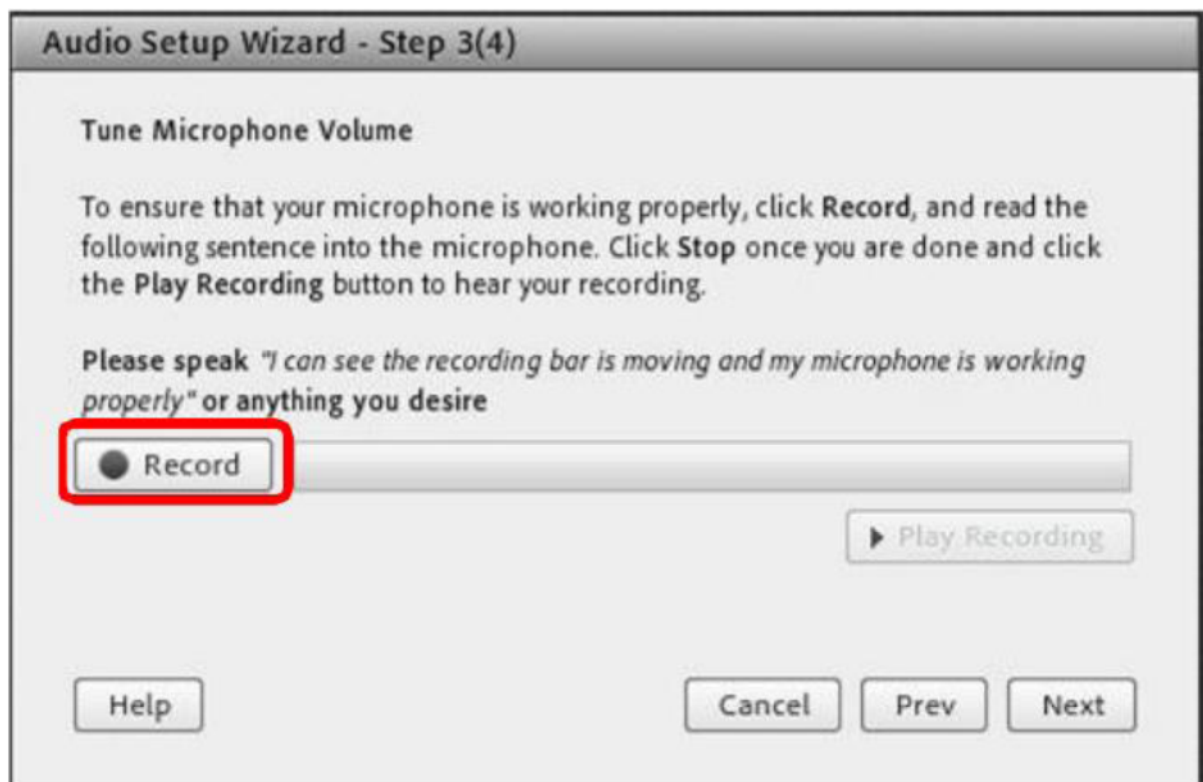 Audio Setup Wizard - Step 3(4)
Tune Microphone Volume
To ensure that your microphone is working properly, click Record, and read the
following sentence into the microphone. Click Stop once you are done and click
the Play Recording button to hear your recording.
Please speak "I can see the recording bar is moving and my microphone is working
properly" or anything you desire
Record
Play Recording
Help Cancel Prev Next